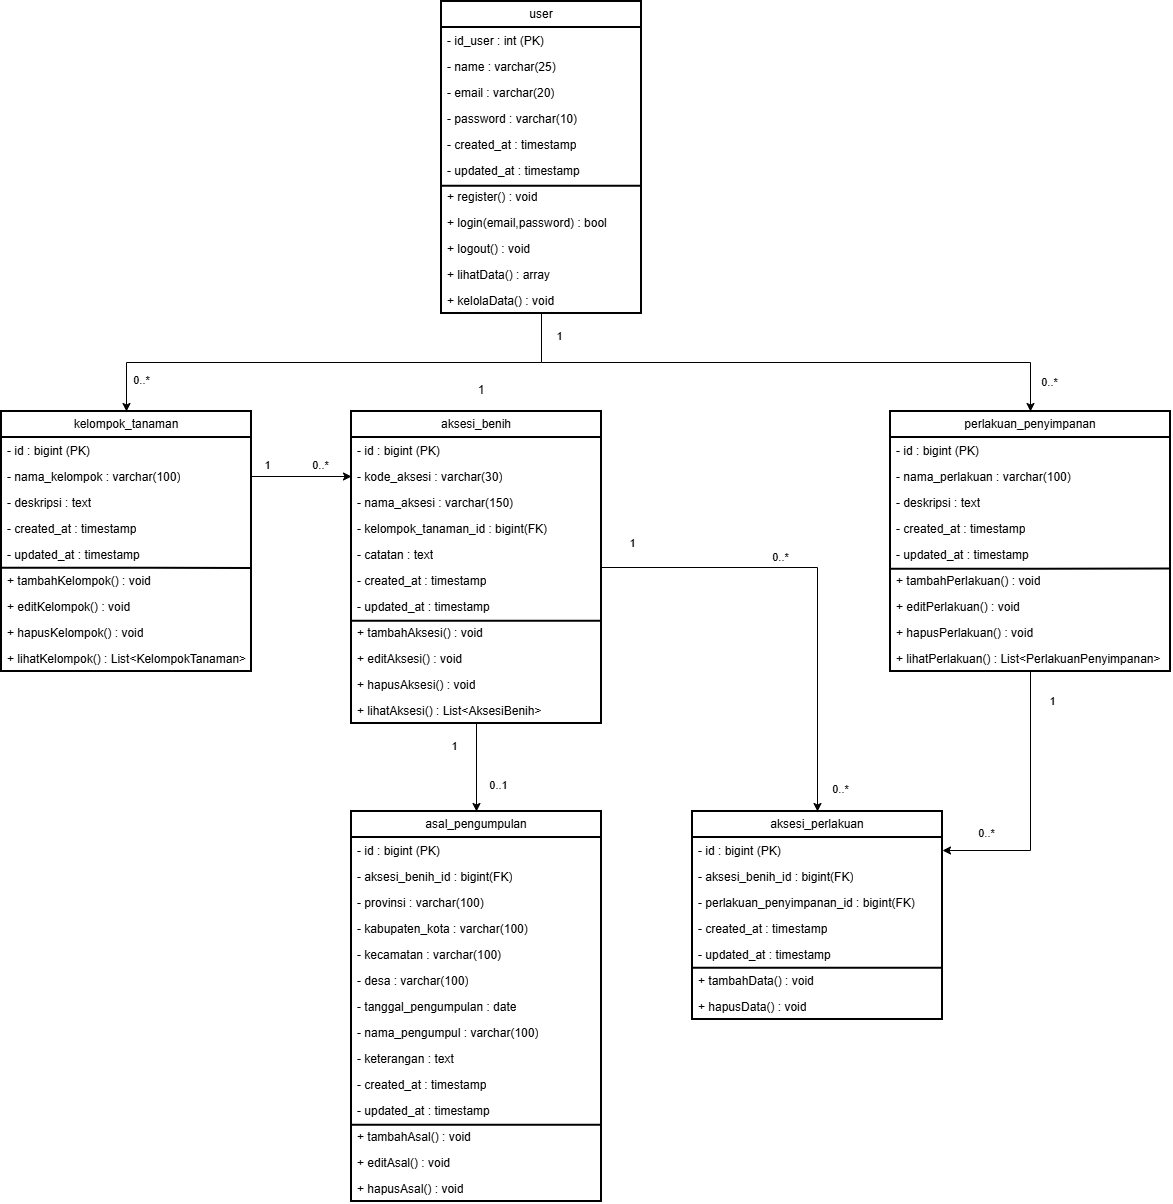 user
- id_user : int (PK)
- name : varchar(25)
- email : varchar(20)
- password : varchar(10)
- created_at : timestamp
- updated_at : timestamp
+ register() : void
+ login(email,password) : bool
+ logout() : void
+ lihatData() : array
+ kelolaData() : void
1
0..*
1
0..*
kelompok_tanaman
- id : bigint (PK)
- nama_kelompok : varchar(100)
- deskripsi : text
- created_at : timestamp
- updated_at : timestamp
+ tambahKelompok() : void
+ editKelompok() : void
+ hapusKelompok() : void
+ lihatKelompok() : List<KelompokTanaman>
1
0..*
aksesi_benih
- id : bigint (PK)
- kode_aksesi : varchar(30)
- nama_aksesi : varchar(150)
- kelompok_tanaman_id : bigint(FK)
- catatan : text
- created_at : timestamp
- updated_at : timestamp
+ tambahAksesi() : void
+ editAksesi() : void
+ hapusAksesi() : void
+ lihatAksesi() : List<AksesiBenih>
1
0..*
perlakuan_penyimpanan
- id : bigint (PK)
- nama_perlakuan : varchar(100)
- deskripsi : text
- created_at : timestamp
- updated_at : timestamp
+ tambahPerlakuan() : void
+ editPerlakuan() : void
+ hapusPerlakuan() : void
+ lihatPerlakuan() : List<PerlakuanPenyimpanan>
1
1
0..1
0..*
0..*
asal_pengumpulan
- id : bigint (PK)
- aksesi_benih_id : bigint(FK)
- provinsi : varchar(100)
- kabupaten_kota : varchar(100)
- kecamatan : varchar(100)
- desa : varchar(100)
- tanggal_pengumpulan : date
- nama_pengumpul : varchar(100)
- keterangan : text
- created_at : timestamp
- updated_at : timestamp
+ tambahAsal() : void
+ editAsal() : void
+ hapusAsal() : void
aksesi_perlakuan
- id : bigint (PK)
- aksesi_benih_id : bigint(FK)
- perlakuan_penyimpanan_id : bigint(FK)
- created_at : timestamp
- updated_at : timestamp
+ tambahData() : void
+ hapusData() : void